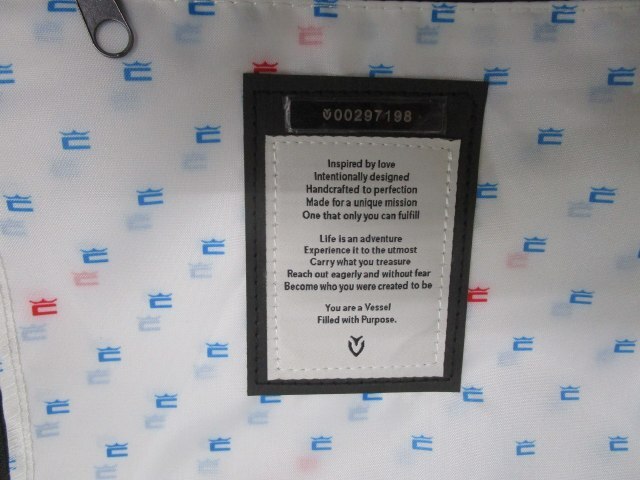 00297198
Inspired by love
Intentionally designed
Handcrafted to perfection
Made for a unique mission
One that only you can fulfill
Life is an adventure
Experience it to the utmost
Carry what you treasure
Reach out eagerly and without fear
Become who you were created to be
You are a Vessel
Filled with Purpose.